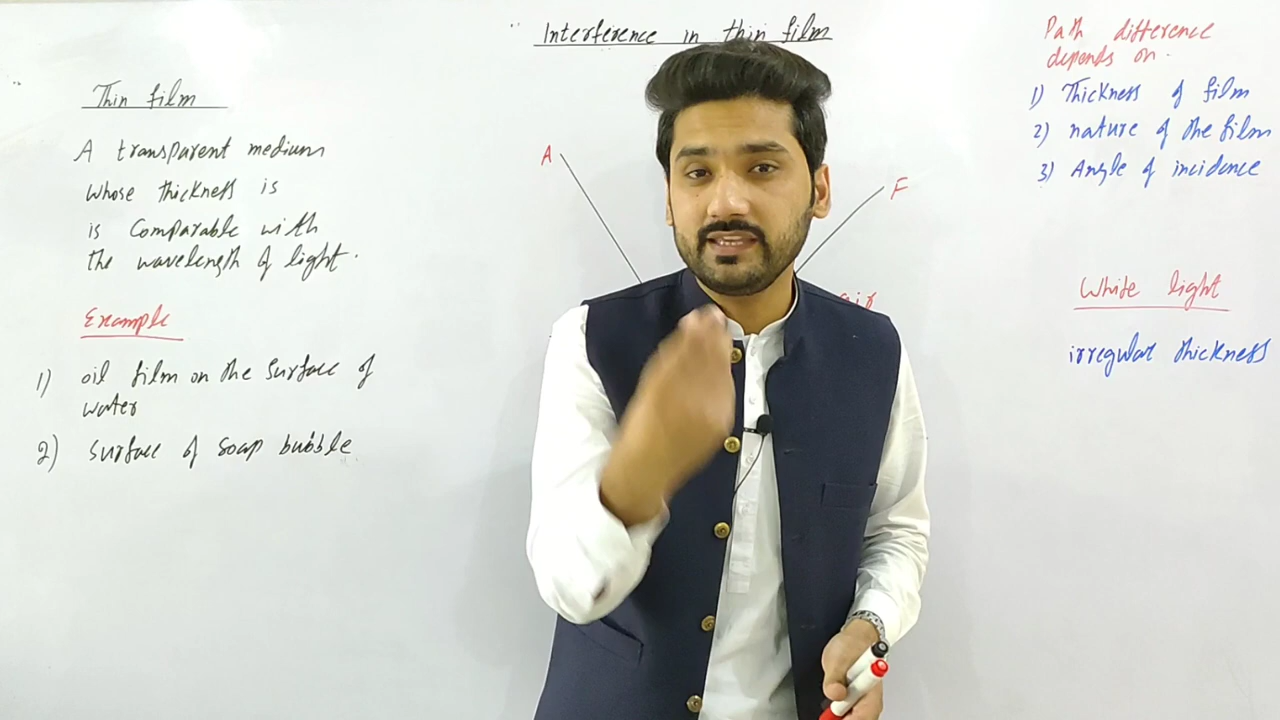 Interference in thin film
Thin film
A transparent medium
whose thickness is
is comparable with
the wavelength of light.
Example
1) oil film on the surface of
water
2) surface of soap bubble
A
F
air
Path difference
depends on -
1) Thickness of film
2) nature of the film
3) Angle of incidence
White light
irregular thickness